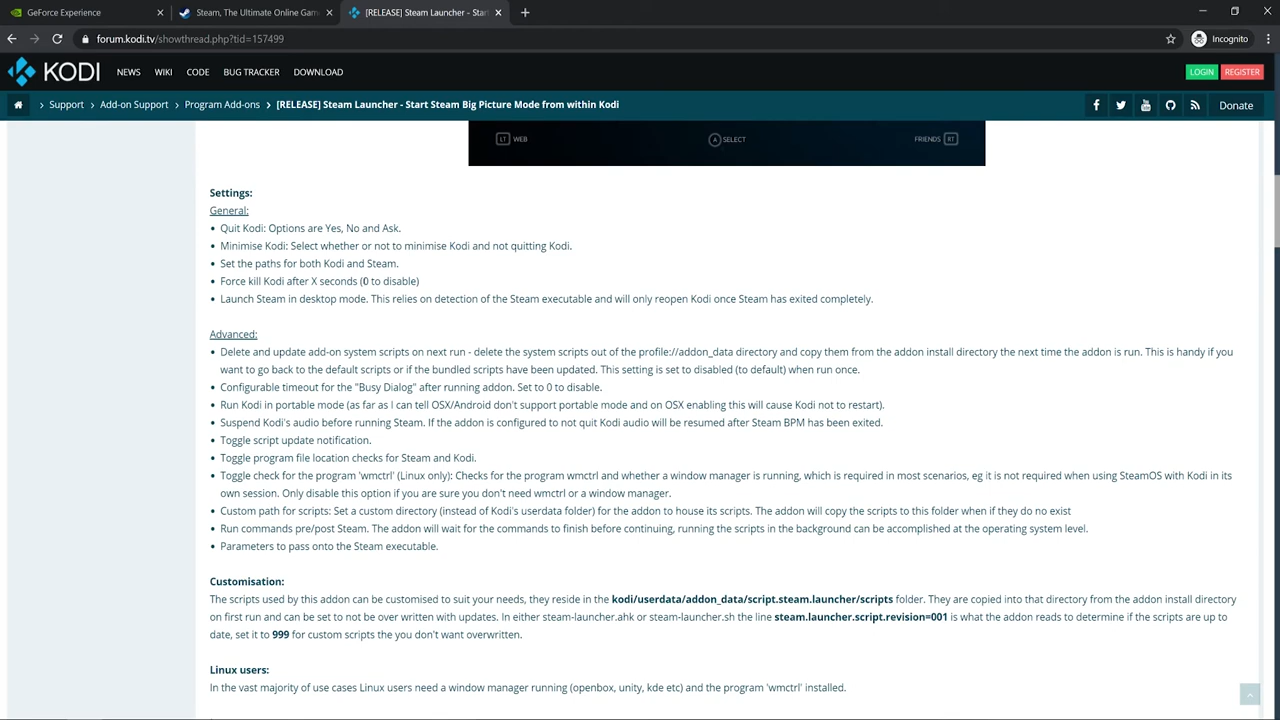 GeForce Experience
Steam, The Ultimate Online Gam
[RELEASE] Steam Launcher - Start
forum.kodi.tv/showthread.php?tid=157499
Incognito
KODI
NEWS
WIKI
CODE
BUG TRACKER
DOWNLOAD
LOGIN
REGISTER
Support
Add-on Support
Program Add-ons
[RELEASE] Steam Launcher - Start Steam Big Picture Mode from within Kodi
Donate
LT WEB
A SELECT
FRIENDS RT
Settings:
General:
• Quit Kodi: Options are Yes, No and Ask.
• Minimise Kodi: Select whether or not to minimise Kodi and not quitting Kodi.
• Set the paths for both Kodi and Steam.
• Force kill Kodi after X seconds (0 to disable)
• Launch Steam in desktop mode. This relies on detection of the Steam executable and will only reopen Kodi once Steam has exited completely.
Advanced:
• Delete and update add-on system scripts on next run - delete the system scripts out of the profile://addon_data directory and copy them from the addon install directory the next time the addon is run. This is handy if you
want to go back to the default scripts or if the bundled scripts have been updated. This setting is set to disabled (to default) when run once.
• Configurable timeout for the "Busy Dialog" after running addon. Set to 0 to disable.
• Run Kodi in portable mode (as far as I can tell OSX/Android don't support portable mode and on OSX enabling this will cause Kodi not to restart).
• Suspend Kodi's audio before running Steam. If the addon is configured to not quit Kodi audio will be resumed after Steam BPM has been exited.
• Toggle script update notification.
• Toggle program file location checks for Steam and Kodi.
• Toggle check for the program 'wmctrl' (Linux only): Checks for the program wmctrl and whether a window manager is running, which is required in most scenarios, eg it is not required when using SteamOS with Kodi in its
own session. Only disable this option if you are sure you don't need wmctrl or a window manager.
• Custom path for scripts: Set a custom directory (instead of Kodi's userdata folder) for the addon to house its scripts. The addon will copy the scripts to this folder when if they do no exist
• Run commands pre/post Steam. The addon will wait for the commands to finish before continuing, running the scripts in the background can be accomplished at the operating system level.
• Parameters to pass onto the Steam executable.
Customisation:
The scripts used by this addon can be customised to suit your needs, they reside in the kodi/userdata/addon_data/script.steam.launcher/scripts folder. They are copied into that directory from the addon install directory
on first run and can be set to not be over written with updates. In either steam-launcher.ahk or steam-launcher.sh the line steam.launcher.script.revision=001 is what the addon reads to determine if the scripts are up to
date, set it to 999 for custom scripts the you don't want overwritten.
Linux users:
In the vast majority of use cases Linux users need a window manager running (openbox, unity, kde etc) and the program 'wmctrl' installed.